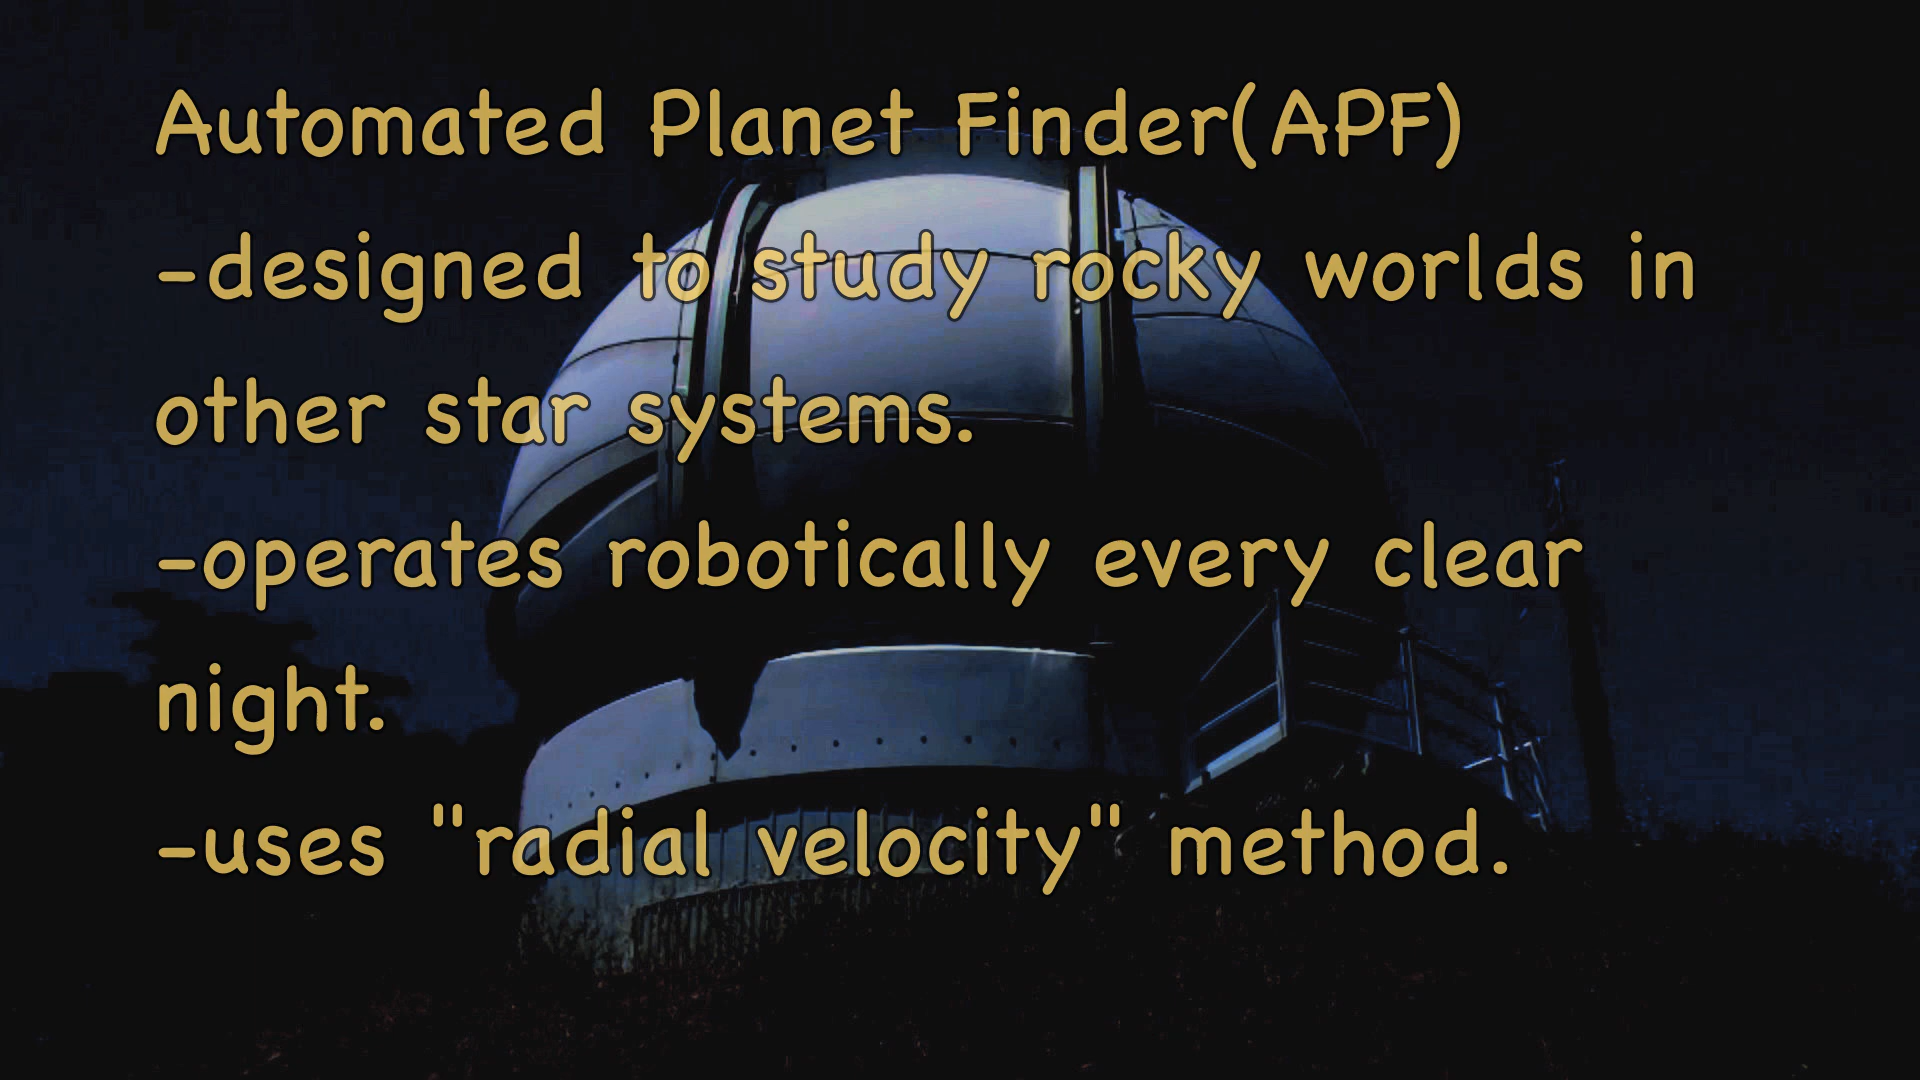 Automated Planet Finder(APF)
-designed to study rocky worlds in
other star systems.
-operates robotically every clear
night.
-uses "radial velocity" method.